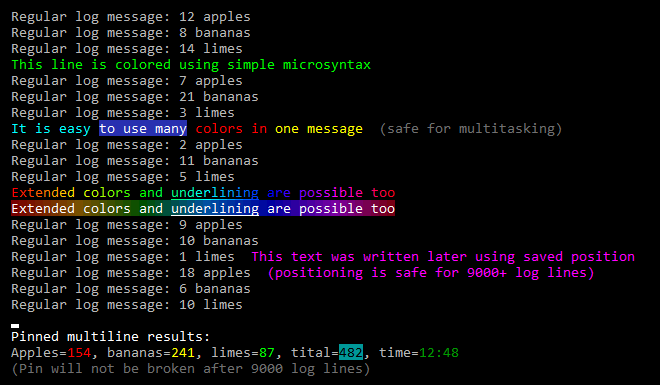 Regular log message: 12 apples
Regular log message: 8 bananas
Regular log message: 14 limes
This line is colored using simple microsyntax
Regular log message: 7 apples
Regular log message: 21 bananas
Regular log message: 3 limes
It is easy to use many colors in one message  (safe for multitasking)
Regular log message: 2 apples
Regular log message: 11 bananas
Regular log message: 5 limes
Extended colors and underlining are possible too
Extended colors and underlining are possible too
Regular log message: 9 apples
Regular log message: 10 bananas
Regular log message: 1 limes  This text was written later using saved position
Regular log message: 18 apples  (positioning is safe for 9000+ log lines)
Regular log message: 6 bananas
Regular log message: 10 limes
Pinned multiline results:
Apples=154, bananas=241, limes=87, tital=482, time=12:48
(Pin will not be broken after 9000 log lines)